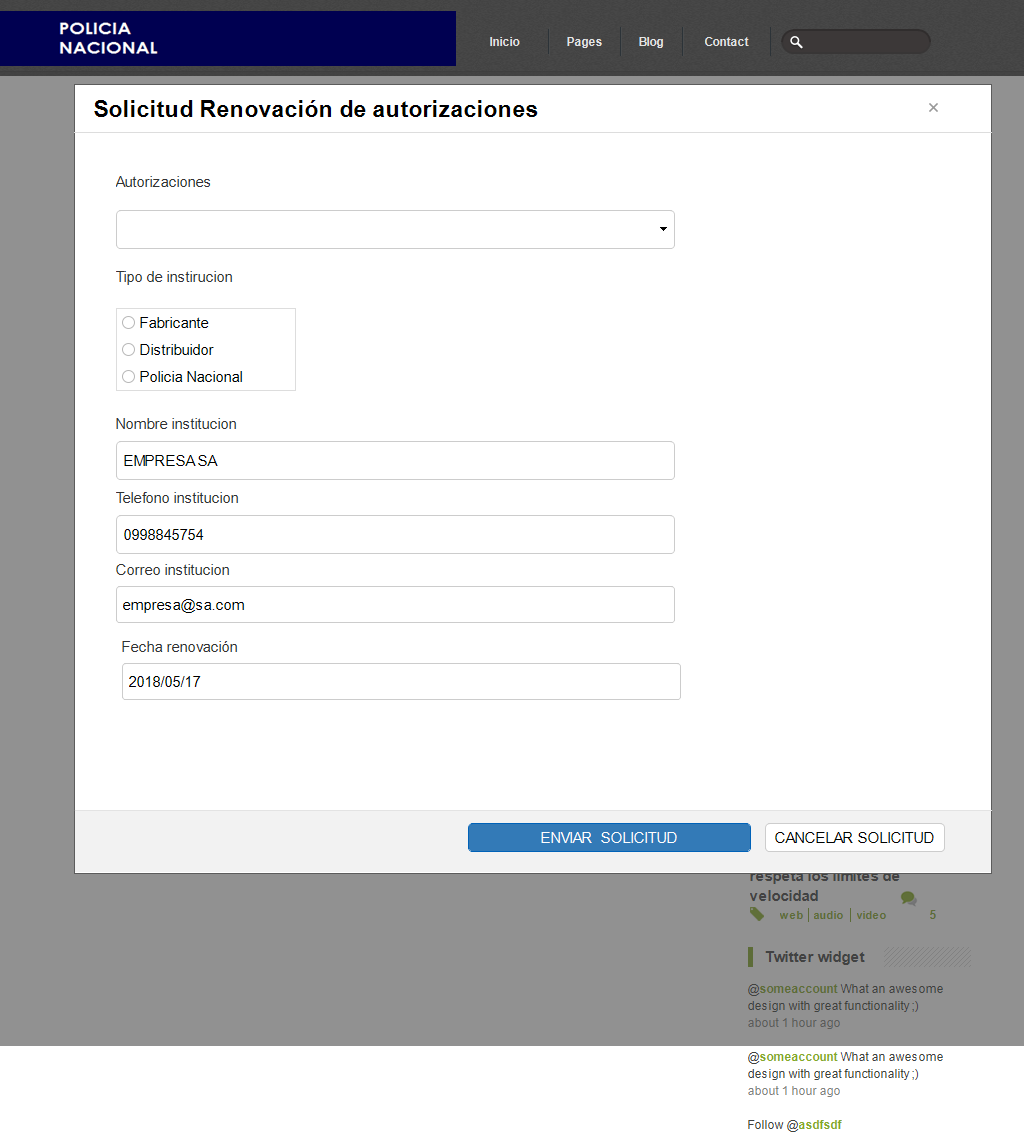 POLICIA
NACIONAL
Inicio
Pages
Blog
Contact
Solicitud Renovación de autorizaciones
×
Autorizaciones
Tipo de instirucion
Fabricante
Distribuidor
Policia Nacional
Nombre institucion
EMPRESA SA
Telefono institucion
0998845754
Correo institucion
empresa@sa.com
Fecha renovación
2018/05/17
ENVIAR SOLICITUD
CANCELAR SOLICITUD
respeta los limites de
velocidad
web | audio | video 5
Twitter widget
@someaccount What an awesome
design with great functionality ;)
about 1 hour ago
@someaccount What an awesome
design with great functionality ;)
about 1 hour ago
Follow @asdfsdf